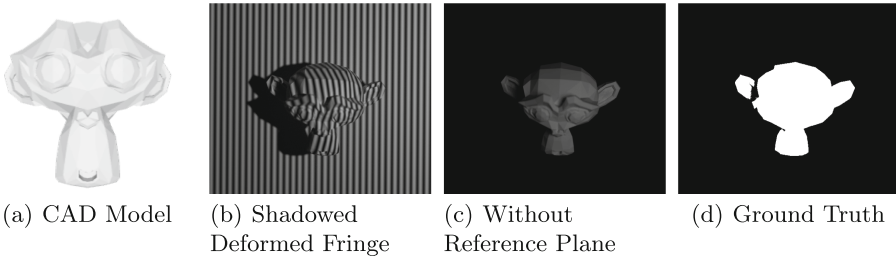 (a) CAD Model
(b) Shadowed
Deformed Fringe
(c) Without
Reference Plane
(d) Ground Truth